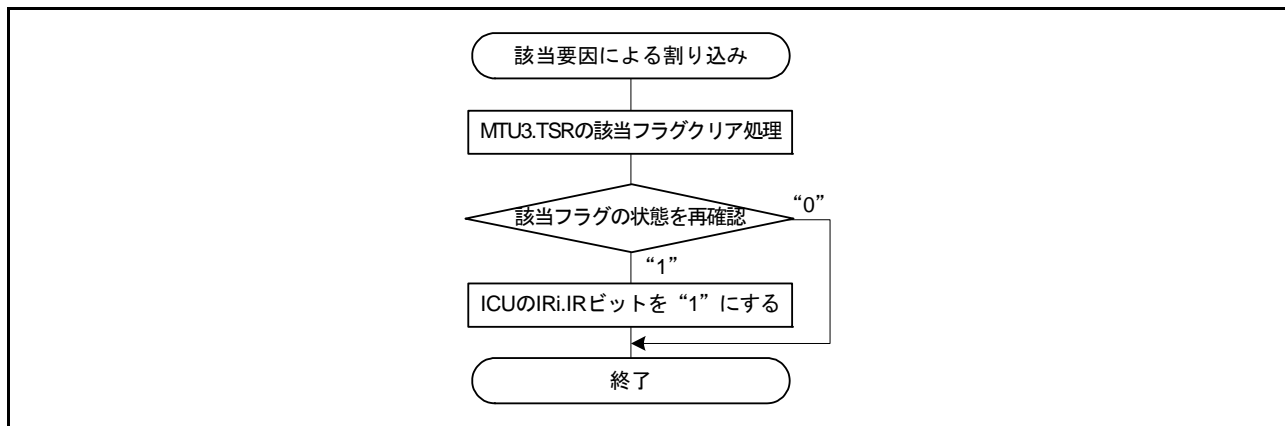 該当要因による割り込み
MTU3.TSRの該当フラグクリア処理
該当フラグの状態を再確認
“0”
“1”
ICUのIRi.IRビットを“1”にする
終了